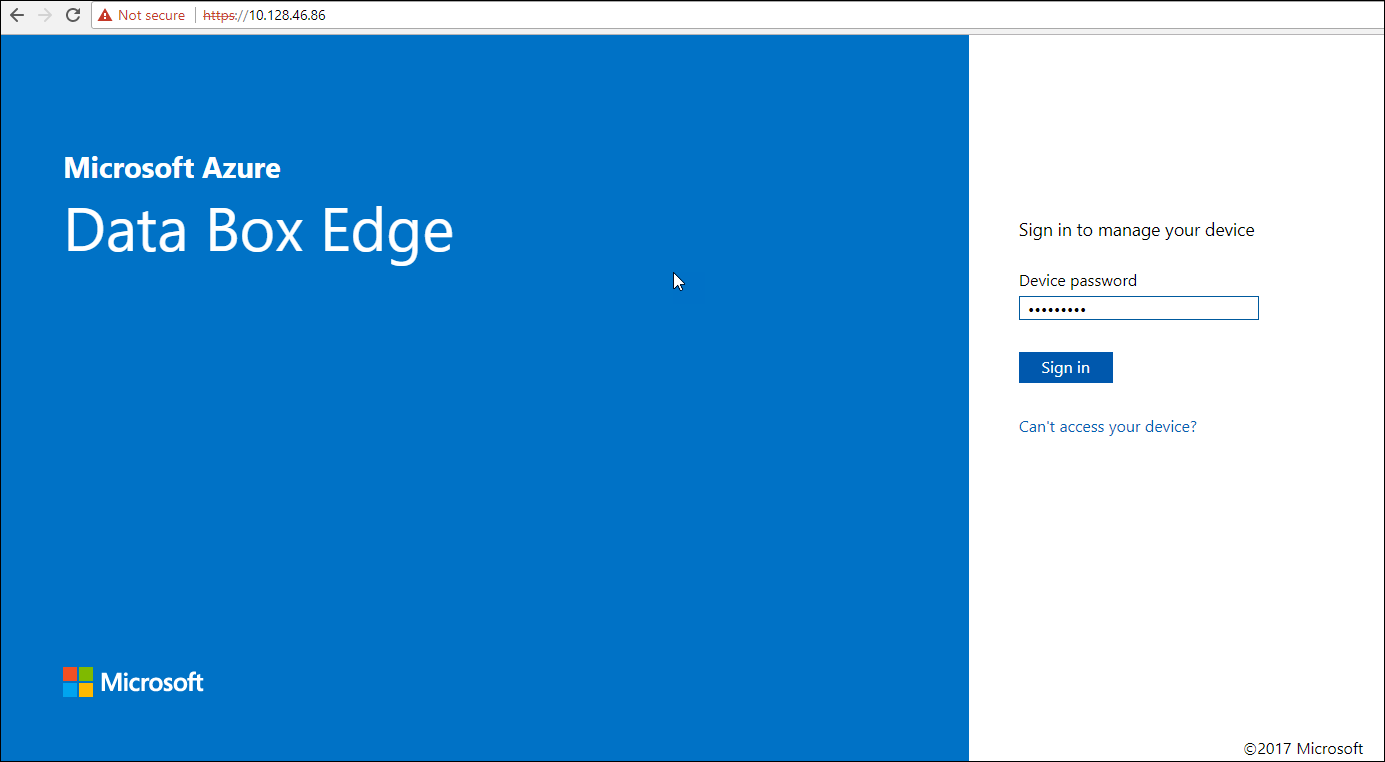 Not secure | https://10.128.46.86
Microsoft Azure
Data Box Edge
Sign in to manage your device
Device password
•••••••••
Sign in
Can't access your device?
Microsoft
©2017 Microsoft